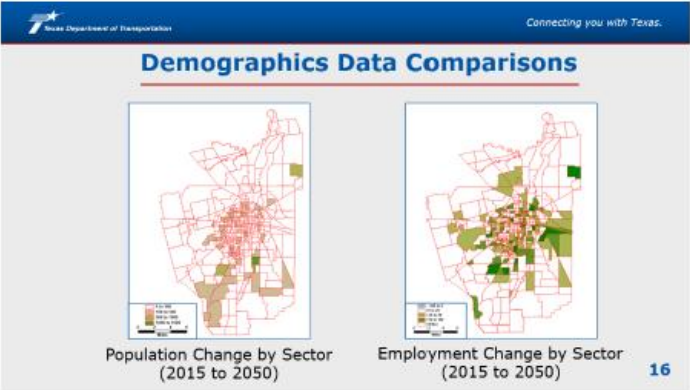 Texas Department of Transportation
Connecting you with Texas.
Demographics Data Comparisons
Population Change by Sector
(2015 to 2050)
Employment Change by Sector
(2015 to 2050)
16